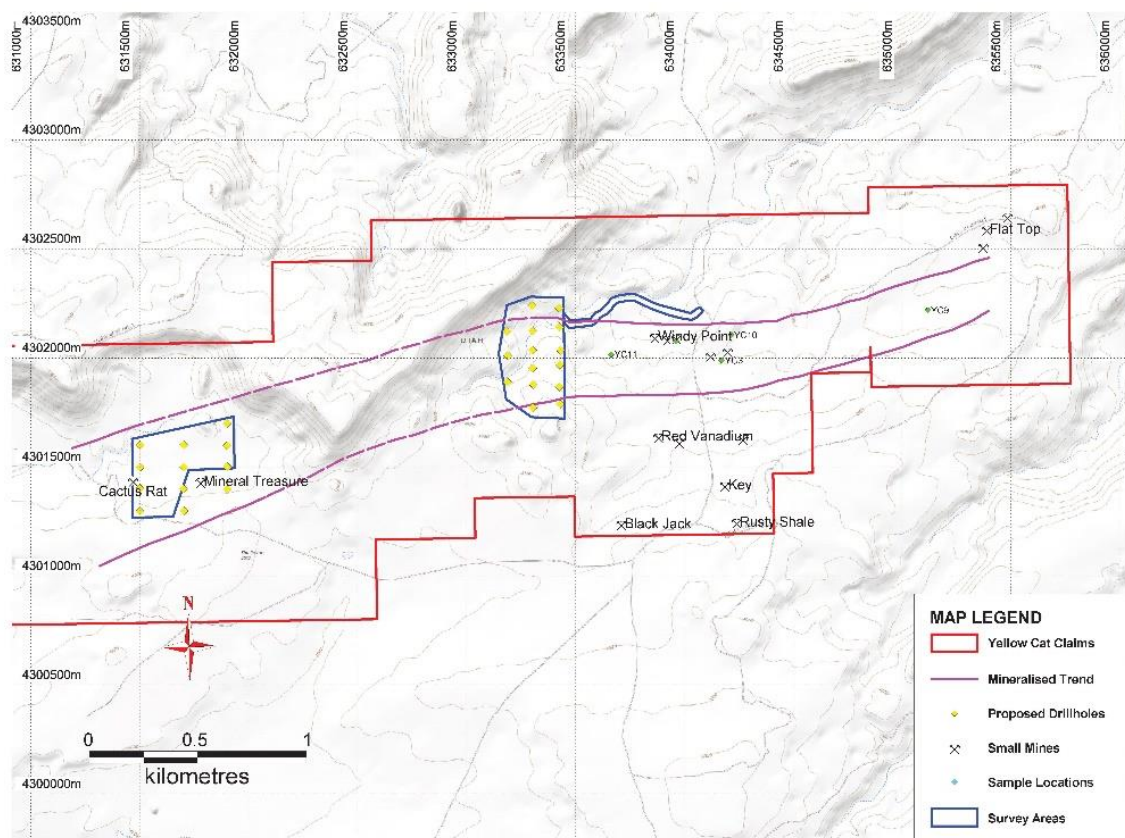 4303500m
631000m
631500m
632000m
632500m
633000m
633500m
634000m
634500m
635000m
635500m
636000m
4303000m
4302500m
Flat Top
YC9
4302000m
UTAH
Windy Point
YC10
YC11
4301500m
Red Vanadium
Cactus Rat
Mineral Treasure
Key
Black Jack
Rusty Shale
4301000m
N
4300500m
0 0.5 1
kilometres
4300000m
MAP LEGEND
Yellow Cat Claims
Mineralised Trend
Proposed Drillholes
Small Mines
Sample Locations
Survey Areas